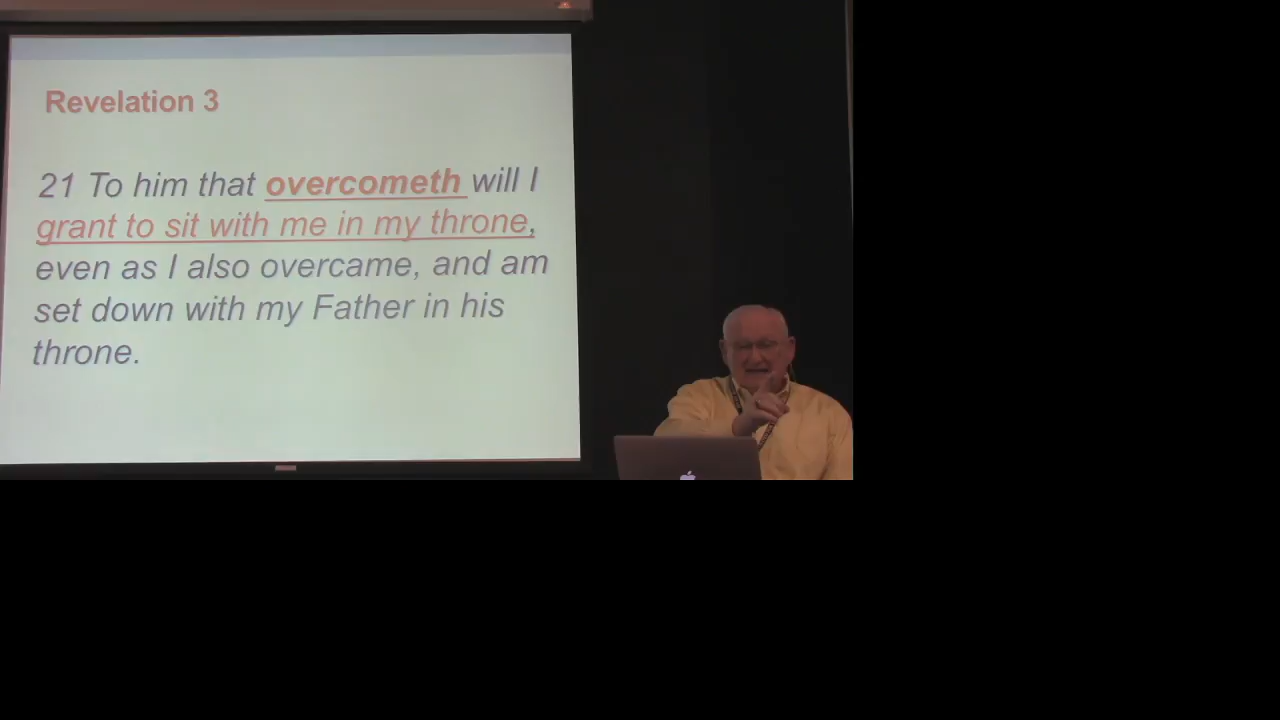 Revelation 3
21 To him that overcometh will I
grant to sit with me in my throne,
even as I also overcame, and am
set down with my Father in his
throne.